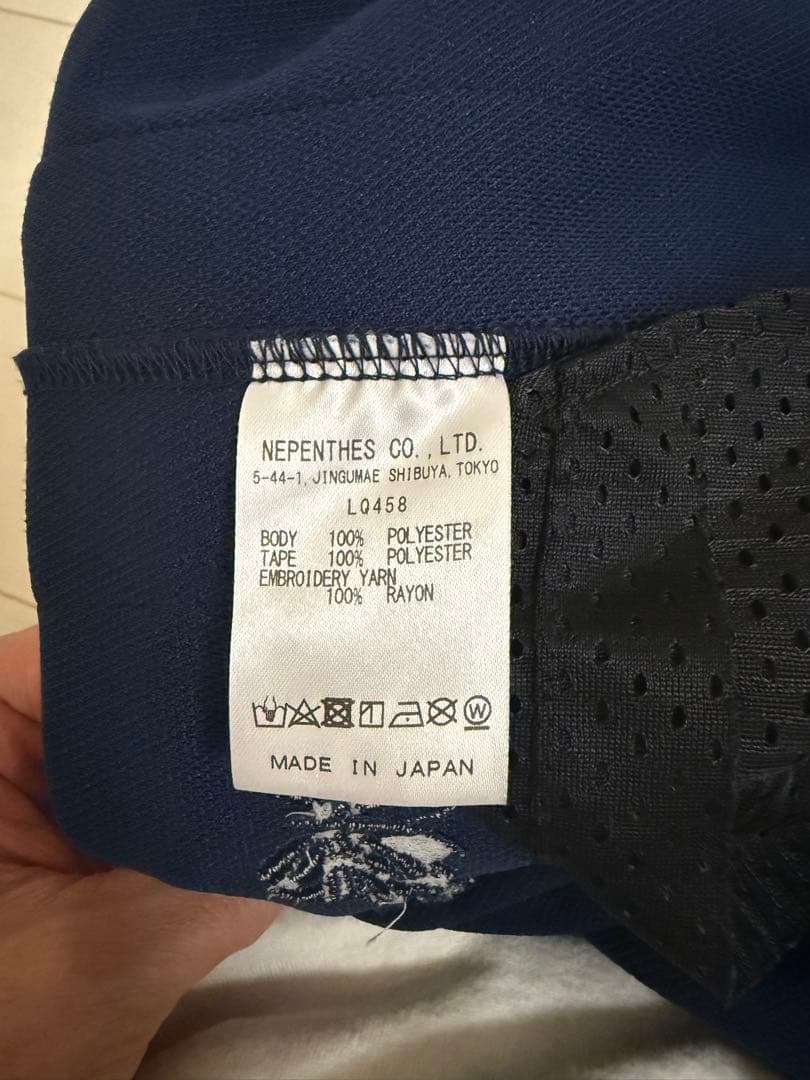 NEPENTHES CO.,LTD.
5-44-1, JINGUMAE SHIBUYA, TOKYO
LQ458
BODY 100% POLYESTER
TAPE 100% POLYESTER
EMBROIDERY YARN
100% RAYON
W
MADE IN JAPAN